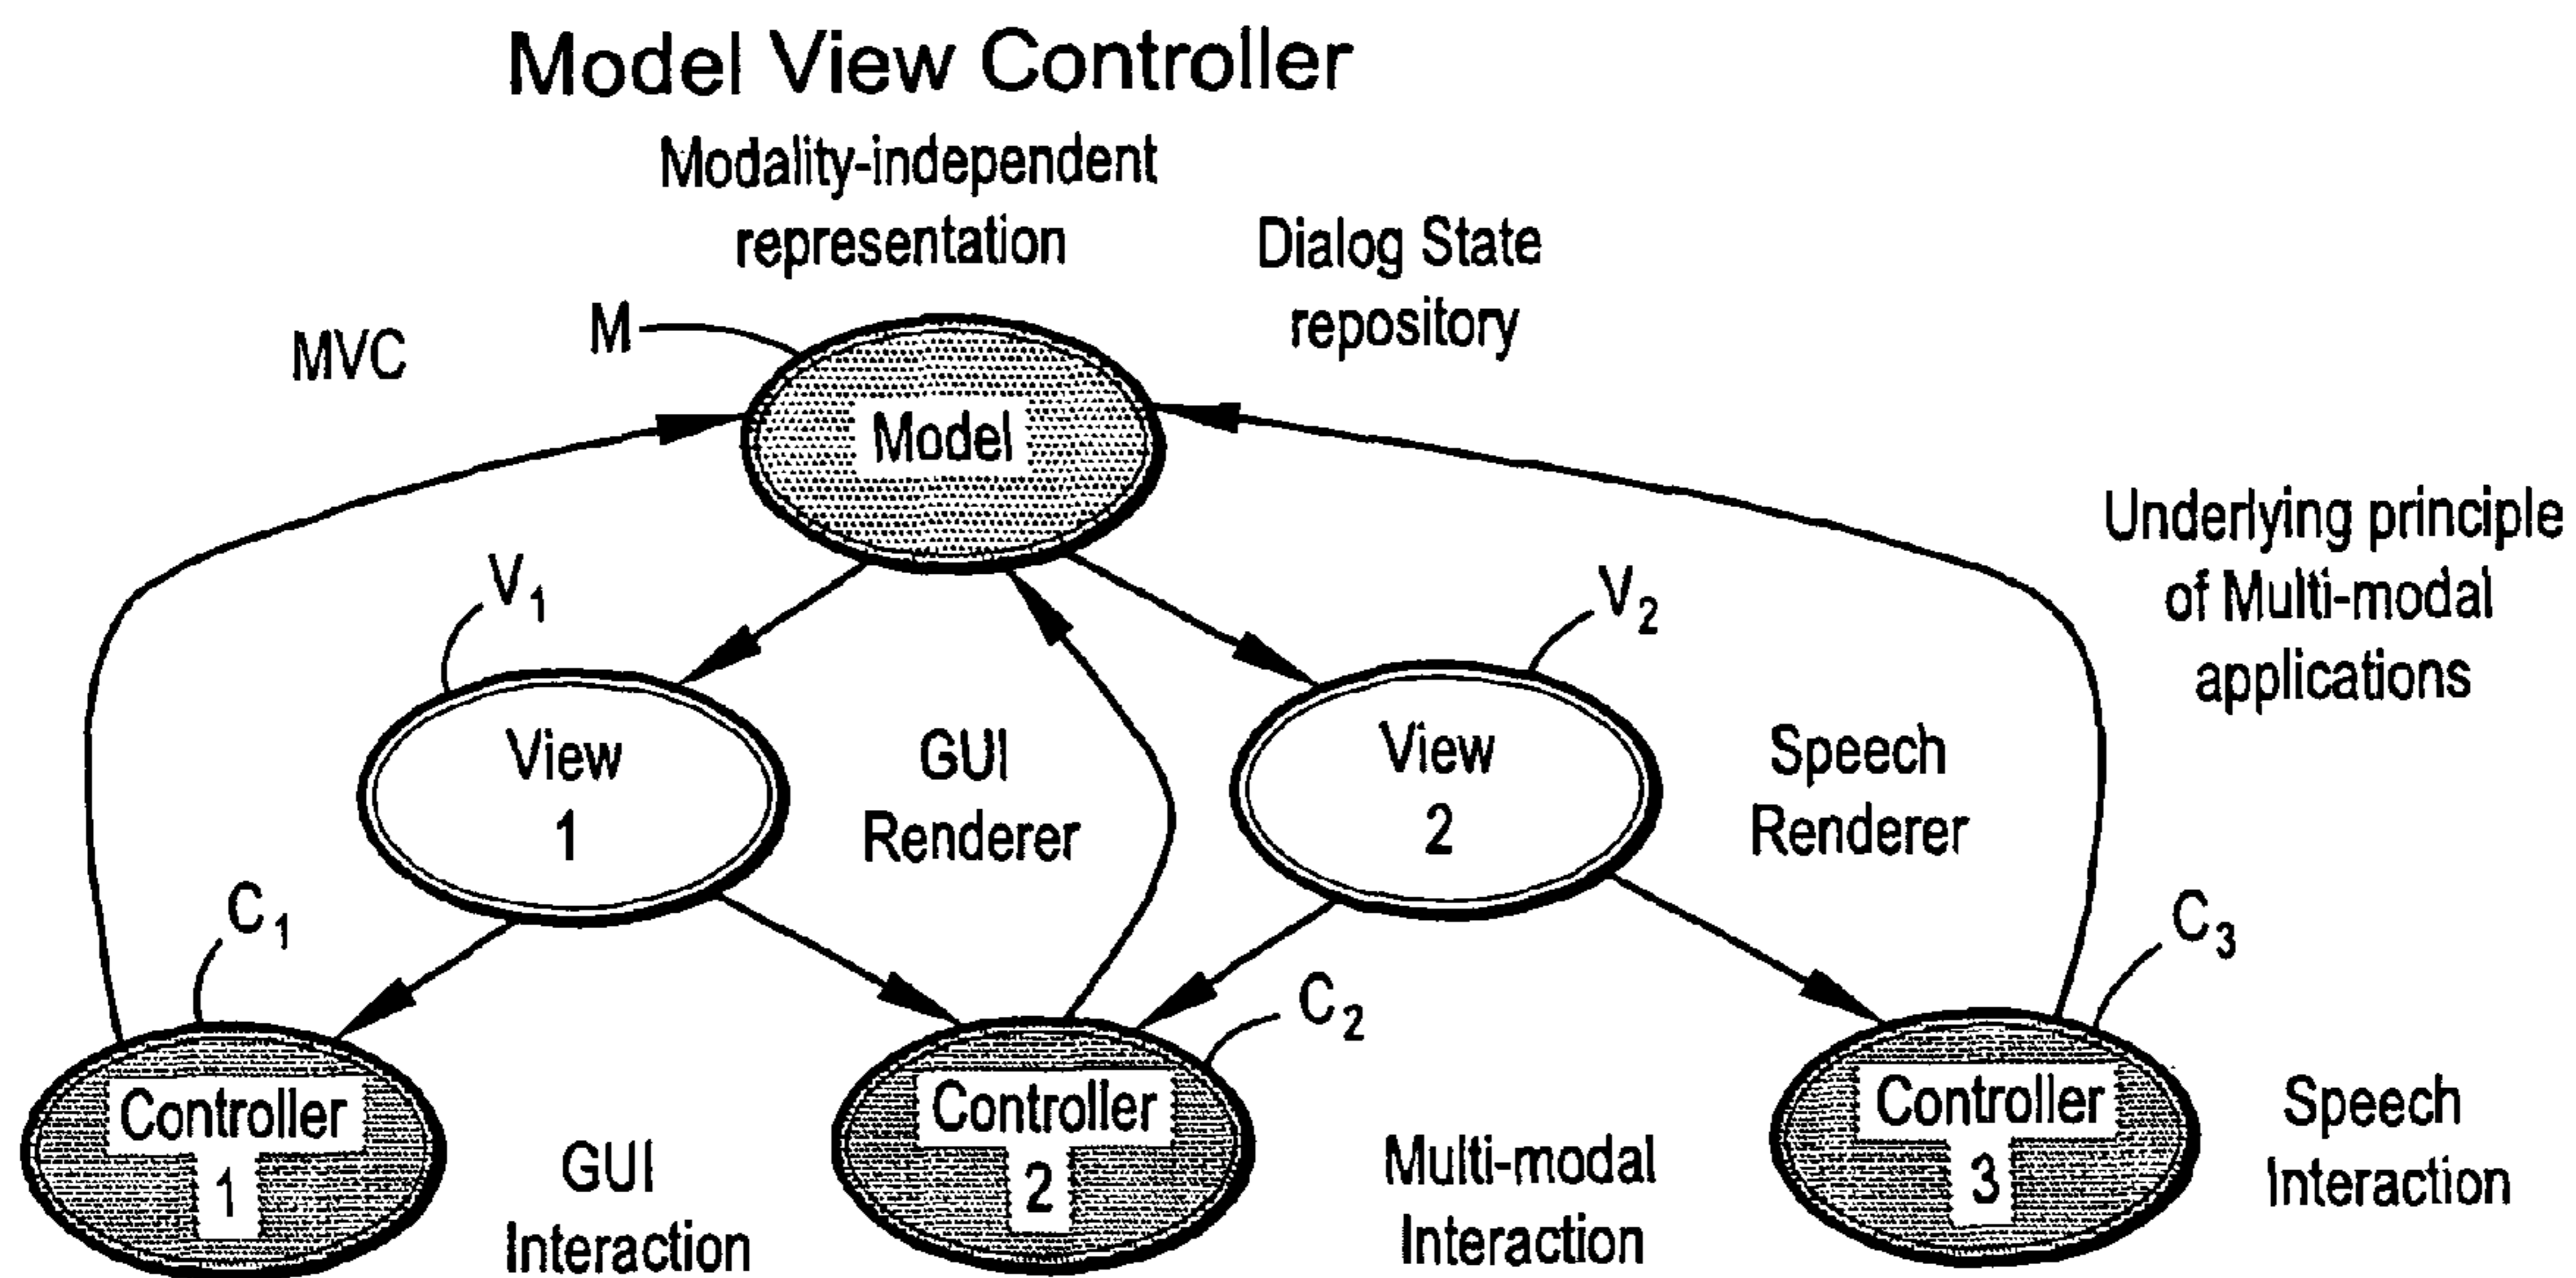 Model View Controller
Modality-independent
representation
Dialog State
repository
MVC
M
Model
Underlying principle
of Multi-modal
applications
V1
V2
View
1
GUI
Renderer
View
2
Speech
Renderer
C1
C2
C3
Controller
1
GUI
Interaction
Controller
2
Multi-modal
Interaction
Controller
3
Speech
Interaction